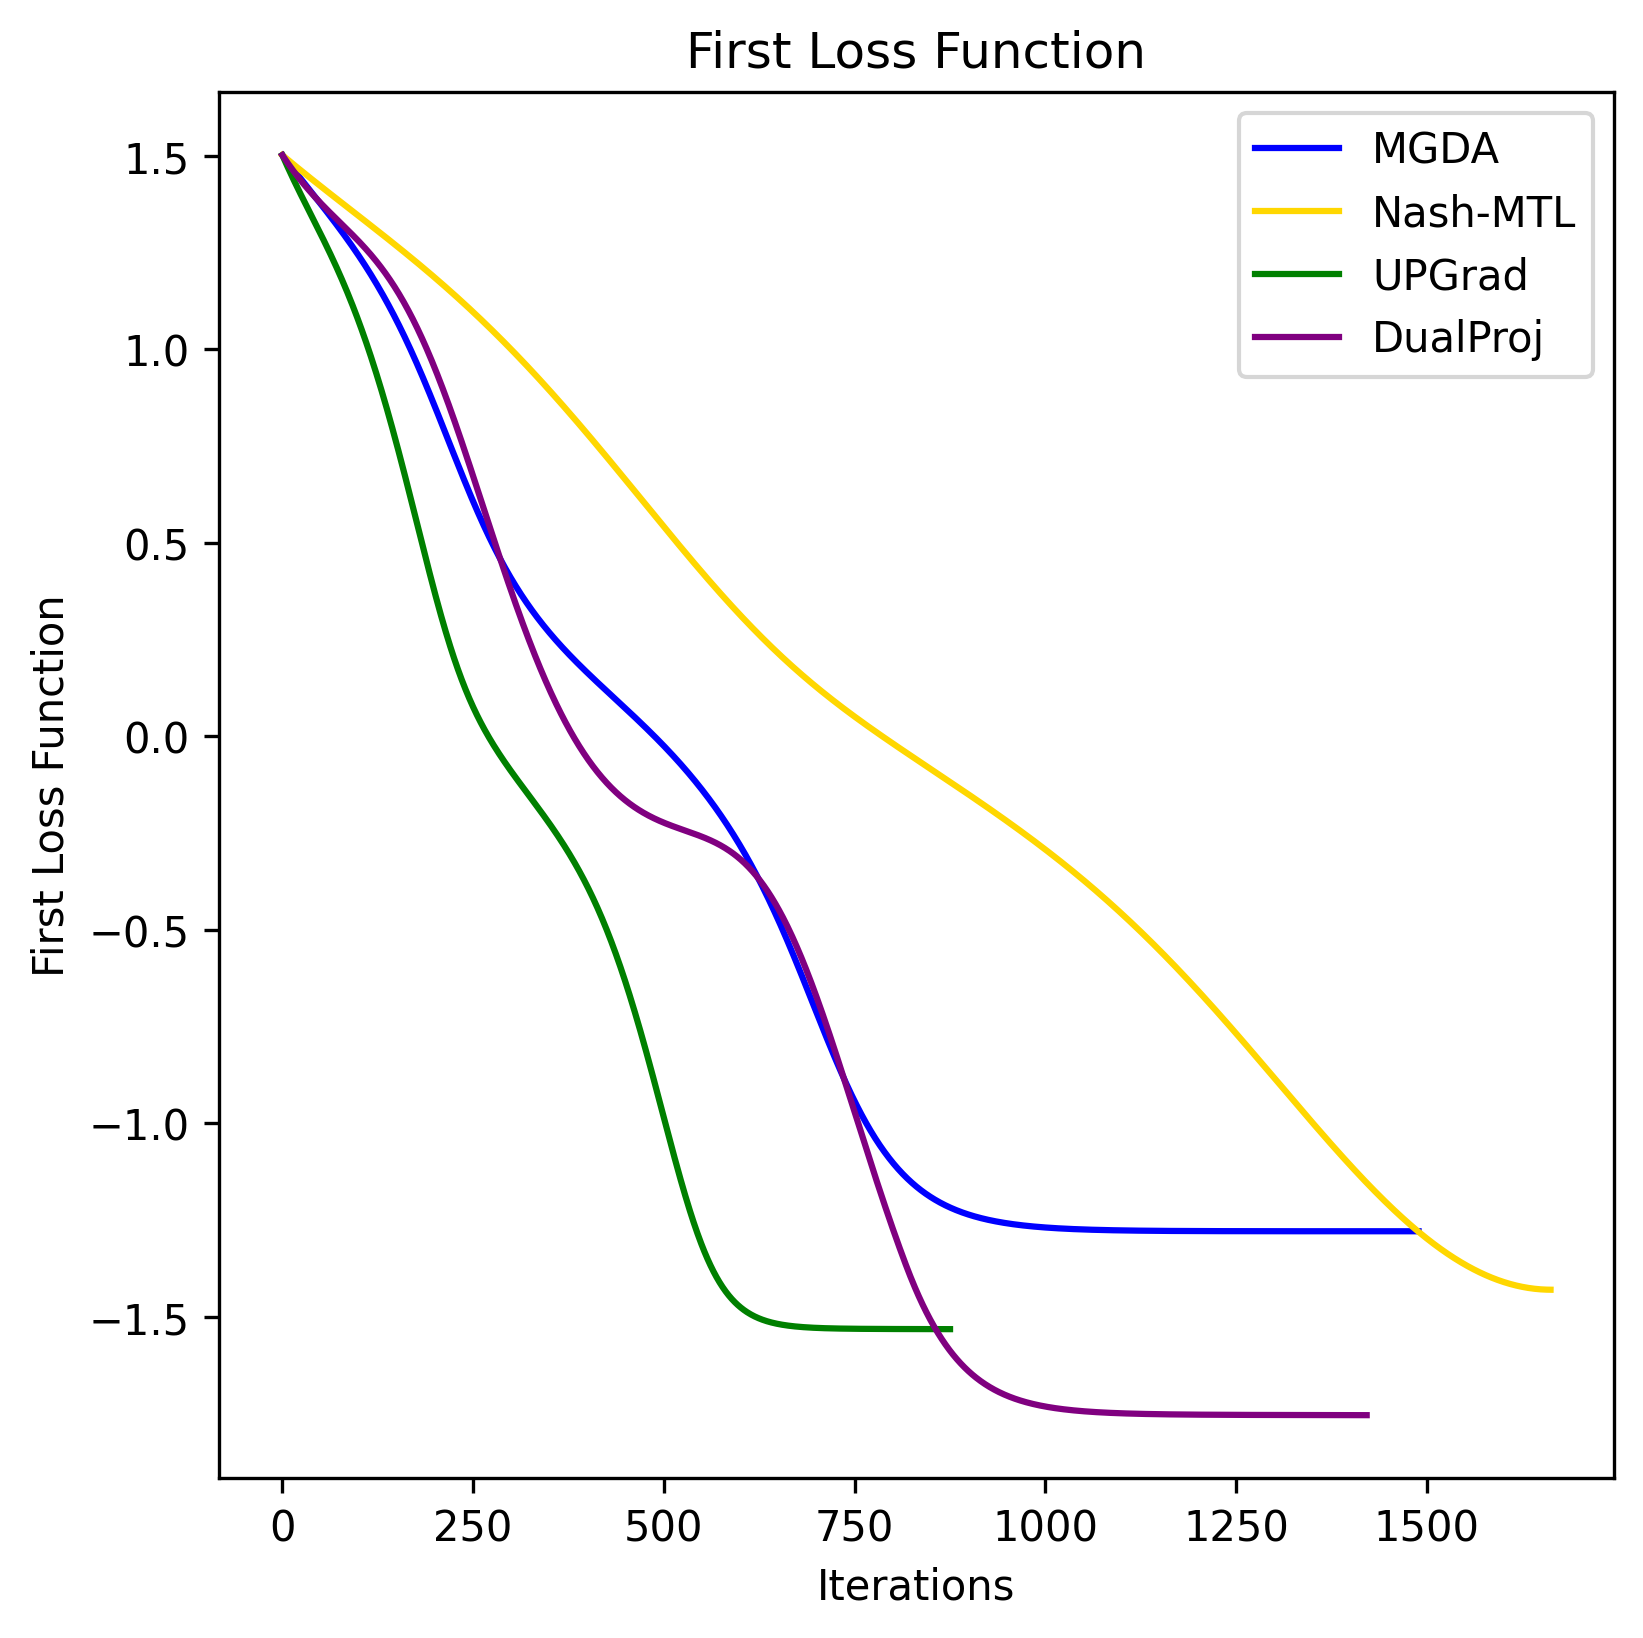 First Loss Function
MGDA
Nash-MTL
UPGrad
DualProj
1.5
1.0
0.5
0.0
−0.5
−1.0
−1.5
First Loss Function
0 250 500 750 1000 1250 1500
Iterations